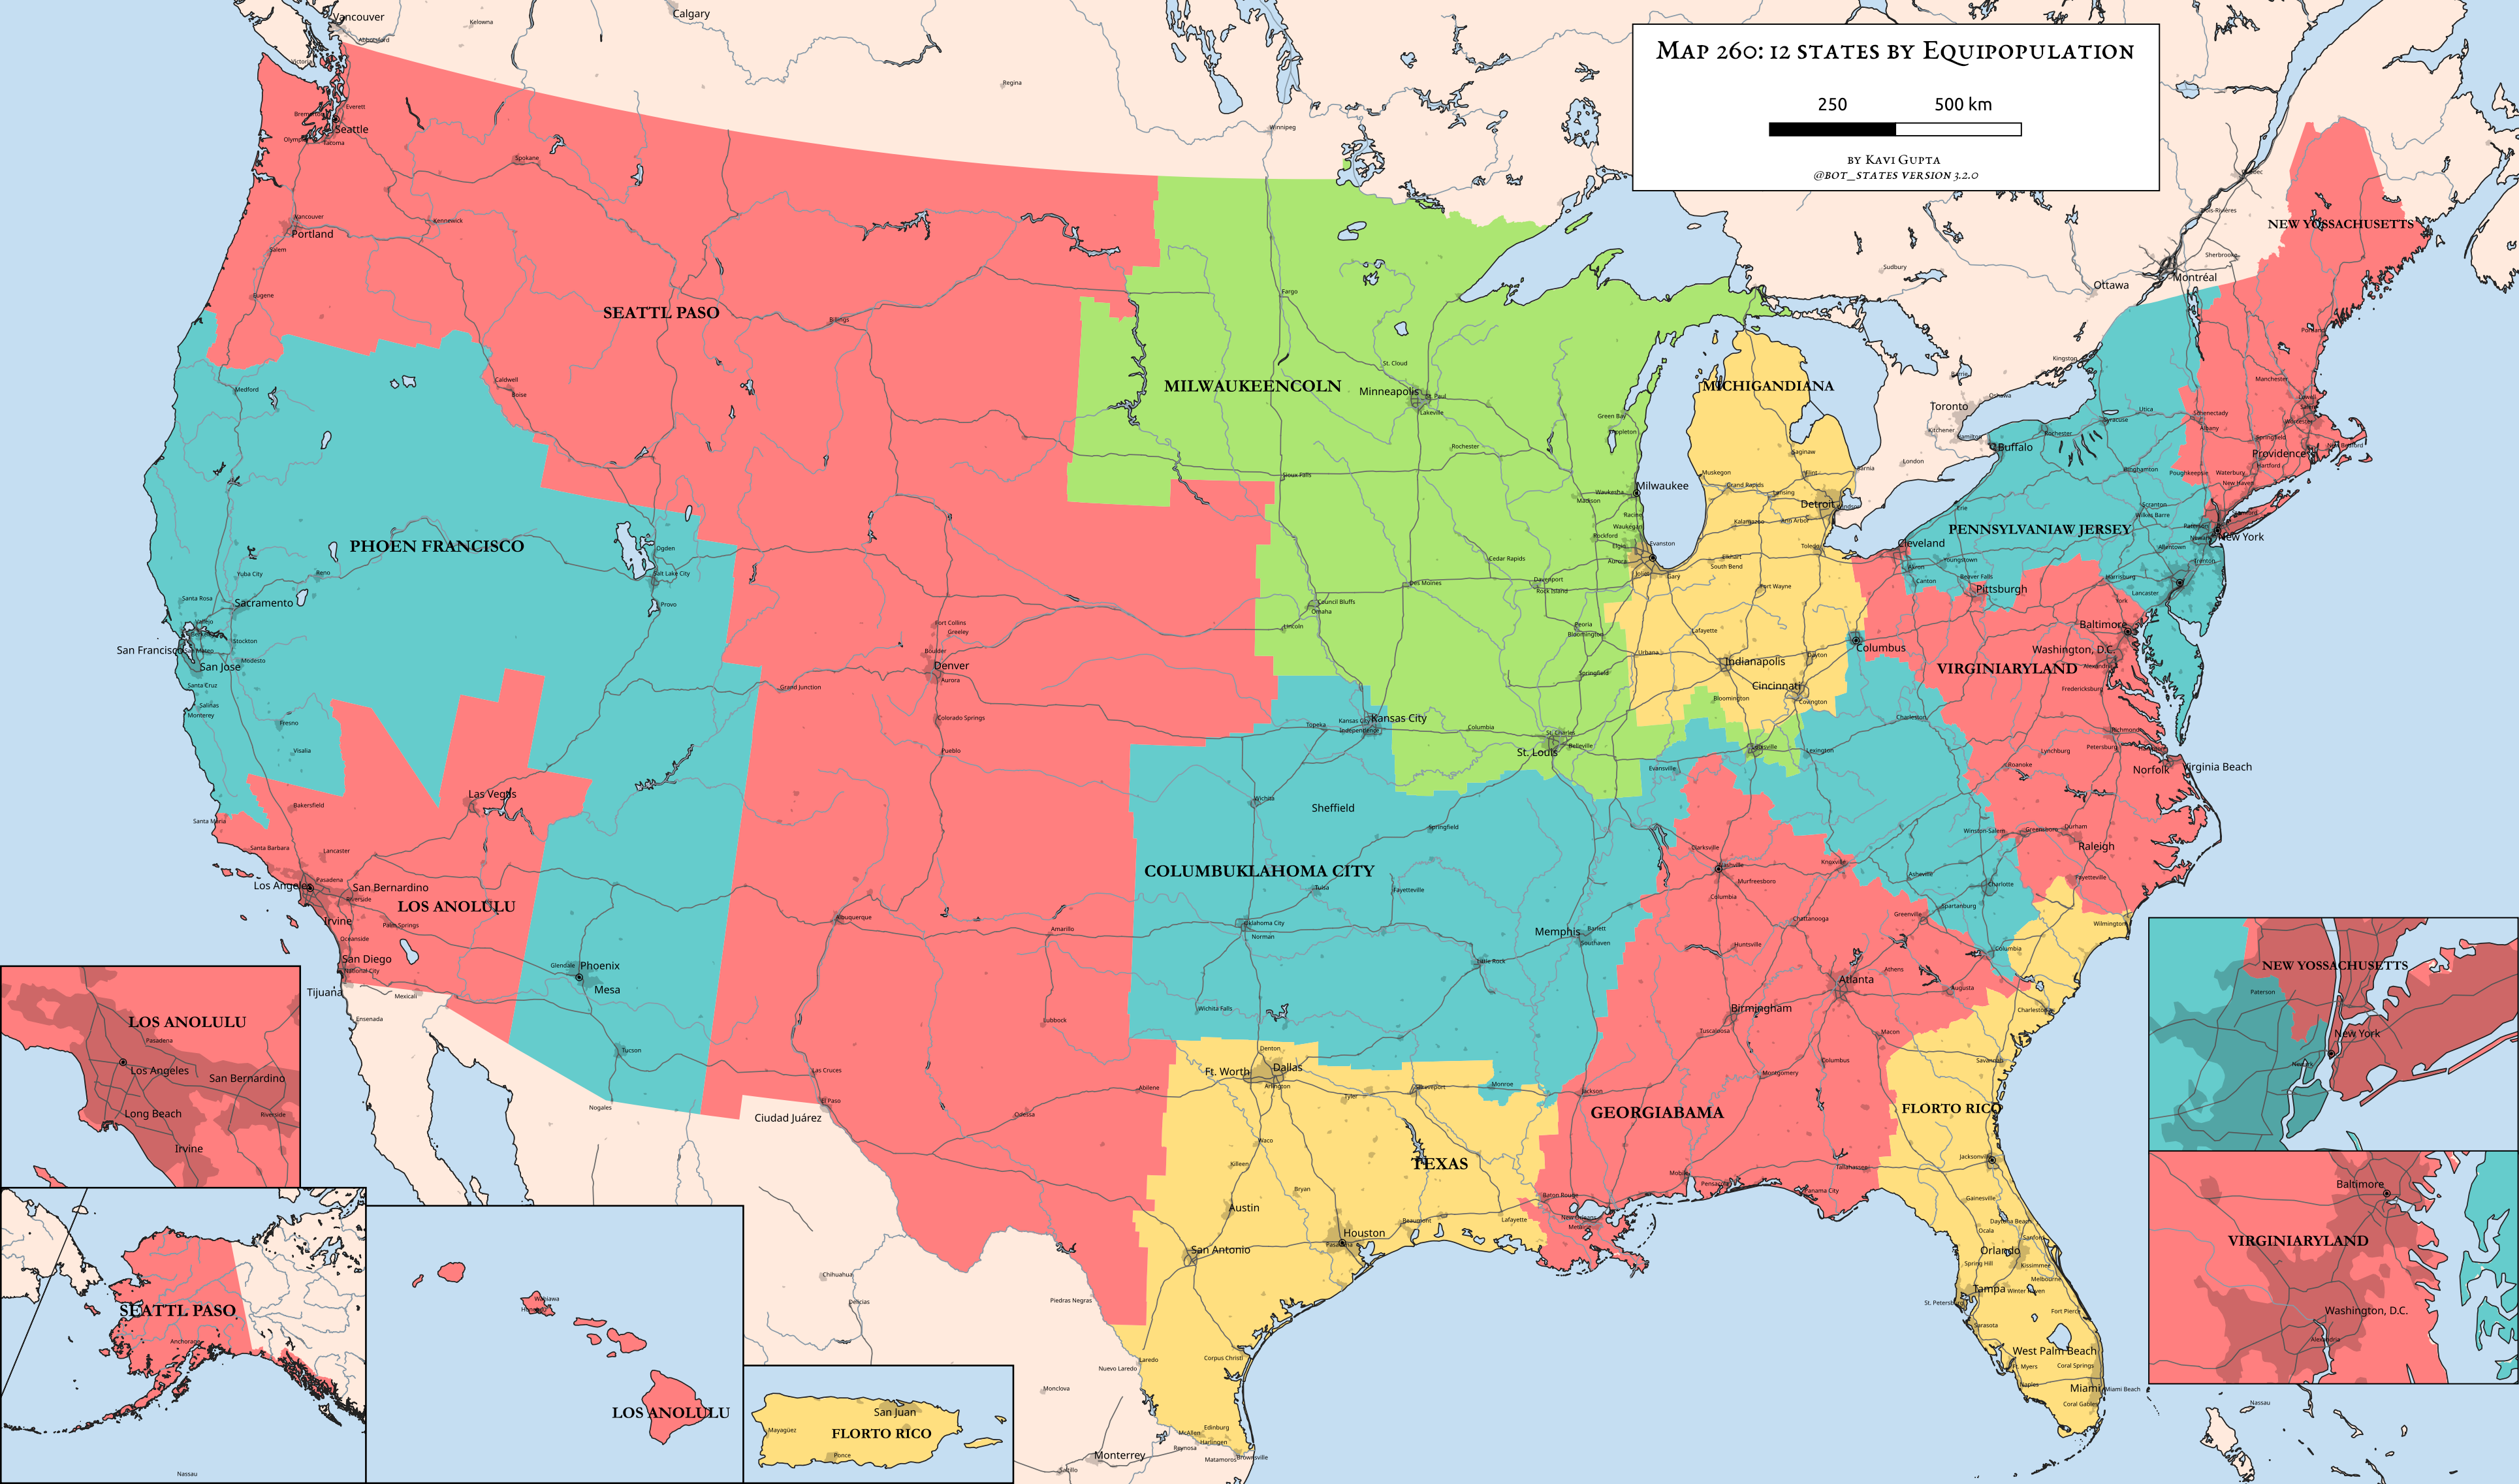 Map 260: 12 states by Equipopulation
250 500 km
by Kavi Gupta
@bot_states version 3.2.0
Vancouver
Abbotsford
Kelowna
Calgary
Victoria
Regina
Winnipeg
Everett
Seattle
Olympia
Tacoma
Spokane
Vancouver
Portland
Kennewick
Salem
Eugene
SEATTL PASO
Billings
Caldwell
Boise
Medford
Fargo
St. Cloud
Minneapolis
St. Paul
Lakeville
MILWAUKEENCOLN
Rochester
Sioux Falls
Green Bay
Appleton
Milwaukee
Waukesha
Madison
Racine
Waukegan
Rockford
Elgin
Evanston
Aurora
Joliet
Gary
Cedar Rapids
Davenport
Rock Island
Des Moines
Council Bluffs
Omaha
Lincoln
Peoria
Bloomington
Springfield
Urbana
MICHIGANDIANA
Saginaw
Muskegon
Flint
Grand Rapids
Lansing
Detroit
Windsor
Sarnia
London
Kalamazoo
Ann Arbor
Toledo
Elkhart
South Bend
Fort Wayne
Lafayette
Indianapolis
Dayton
Cincinnati
Covington
Bloomington
Sudbury
Ottawa
Montréal
Sherbrooke
Trois-Rivières
Kingston
Barrie
Oshawa
Toronto
Kitchener
Hamilton
Buffalo
Rochester
Syracuse
Utica
Binghamton
Schenectady
Albany
Poughkeepsie
NEW YOSSACHUSETTS
Portland
Manchester
Lowell
Worcester
Springfield
Providence
New Bedford
Hartford
Waterbury
New Haven
Stamford
Scranton
Wilkes Barre
Paterson
Newark
New York
Allentown
Trenton
Erie
PENNSYLVANIAW JERSEY
Cleveland
Akron
Youngstown
Canton
Beaver Falls
Pittsburgh
Harrisburg
York
Lancaster
Baltimore
Washington, D.C.
Alexandria
Columbus
VIRGINIARYLAND
Fredericksburg
Charleston
Richmond
Petersburg
Lynchburg
Roanoke
Norfolk
Virginia Beach
Winston-Salem
Greensboro
Durham
Raleigh
Fayetteville
Wilmington
PHOEN FRANCISCO
Ogden
Salt Lake City
Provo
Yuba City
Reno
Santa Rosa
Sacramento
Vallejo
Stockton
San Francisco
San Mateo
San Jose
Modesto
Santa Cruz
Salinas
Monterey
Fresno
Visalia
Bakersfield
Santa Maria
Santa Barbara
Lancaster
Las Vegas
Pasadena
Los Angeles
San Bernardino
Riverside
LOS ANOLULU
Irvine
Palm Springs
Oceanside
San Diego
National City
Tijuana
Mexicali
Ensenada
Glendale
Phoenix
Mesa
Tucson
Nogales
Fort Collins
Greeley
Boulder
Denver
Aurora
Grand Junction
Colorado Springs
Pueblo
Albuquerque
Amarillo
Lubbock
Las Cruces
El Paso
Ciudad Juárez
Odessa
Abilene
Chihuahua
Delicias
Piedras Negras
Nuevo Laredo
Monclova
Monterrey
Saltillo
Topeka
Kansas City
Kansas City
Independence
Columbia
St. Charles
St. Louis
Belleville
Evansville
Louisville
Lexington
Wichita
Sheffield
Springfield
COLUMBUKLAHOMA CITY
Tulsa
Fayetteville
Oklahoma City
Norman
Memphis
Bartlett
Southaven
Little Rock
Wichita Falls
Clarksville
Nashville
Murfreesboro
Columbia
Knoxville
Asheville
Charlotte
Spartanburg
Greenville
Columbia
Chattanooga
Huntsville
Athens
Atlanta
Augusta
Birmingham
Tuscaloosa
Macon
Columbus
Montgomery
Jackson
GEORGIABAMA
Charleston
Savannah
FLORTO RICO
Denton
Ft. Worth
Dallas
Arlington
Tyler
Shreveport
Monroe
Waco
Killeen
Bryan
TEXAS
Austin
San Antonio
Houston
Pasadena
Beaumont
Lafayette
Baton Rouge
New Orleans
Metairie
Mobile
Pensacola
Panama City
Tallahassee
Jacksonville
Gainesville
Ocala
Daytona Beach
Sanford
Orlando
Kissimmee
Spring Hill
Melbourne
Tampa
Winter Haven
St. Petersburg
Fort Pierce
Sarasota
West Palm Beach
Ft. Myers
Coral Springs
Naples
Miami
Miami Beach
Coral Gables
Nassau
Laredo
Corpus Christi
Edinburg
McAllen
Harlingen
Reynosa
Matamoros
Brownsville
LOS ANOLULU
Pasadena
Los Angeles
San Bernardino
Long Beach
Riverside
Irvine
SEATTL PASO
Anchorage
Nassau
Wahiawa
Honolulu
LOS ANOLULU
San Juan
Mayagüez
FLORTO RICO
Ponce
NEW YOSSACHUSETTS
Paterson
New York
Newark
Baltimore
VIRGINIARYLAND
Washington, D.C.
Alexandria